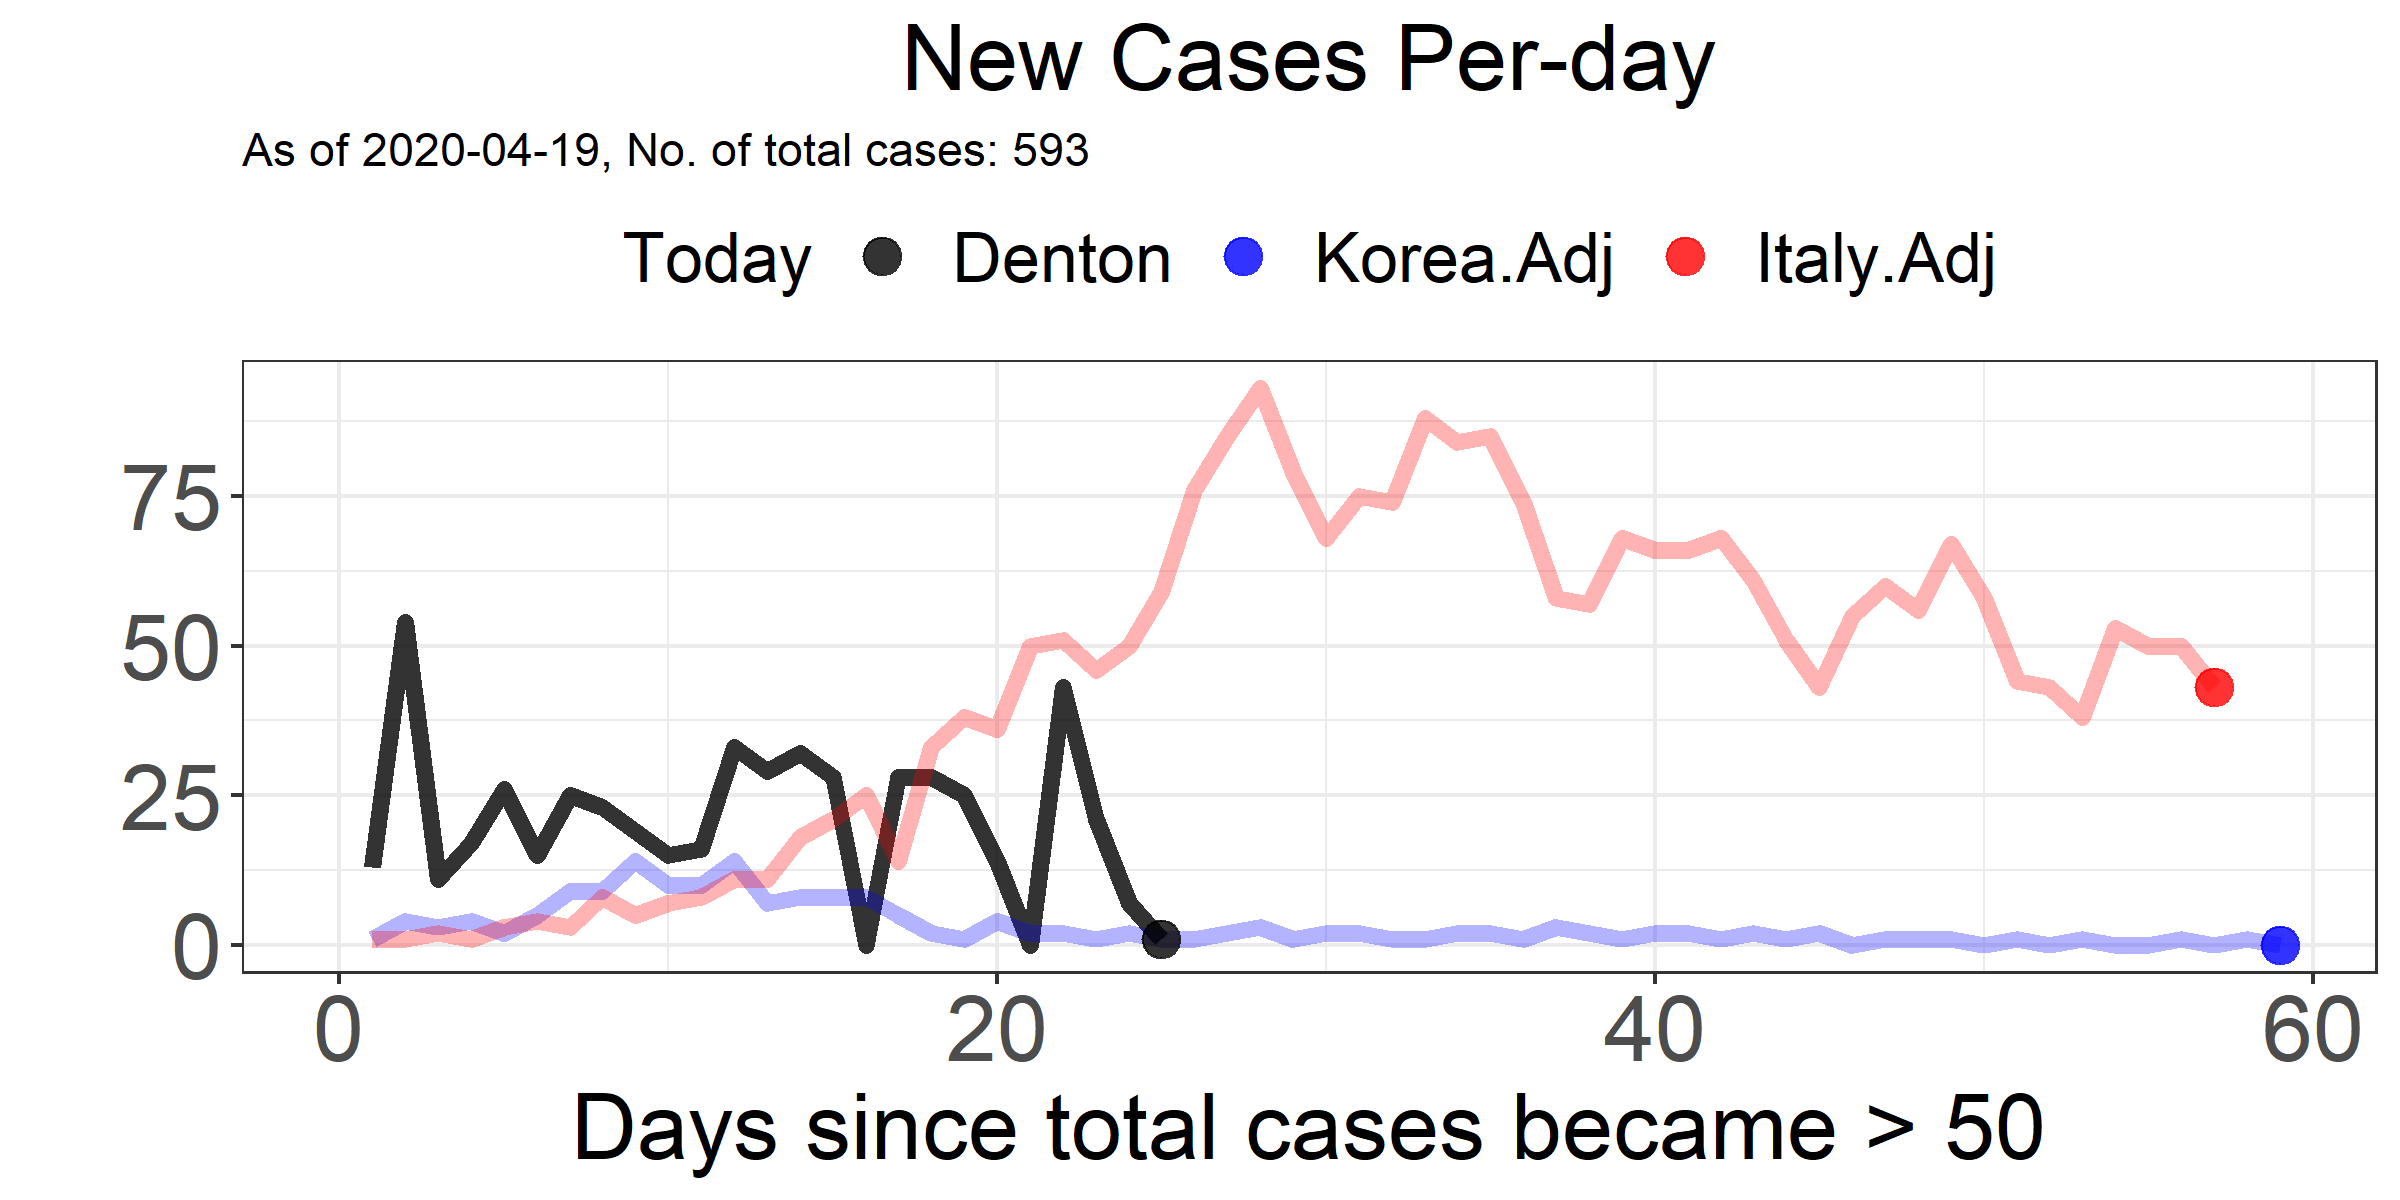 New Cases Per-day
As of 2020-04-19, No. of total cases: 593
Today Denton Korea.Adj Italy.Adj
75
50
25
0
0 20 40 60
Days since total cases became > 50